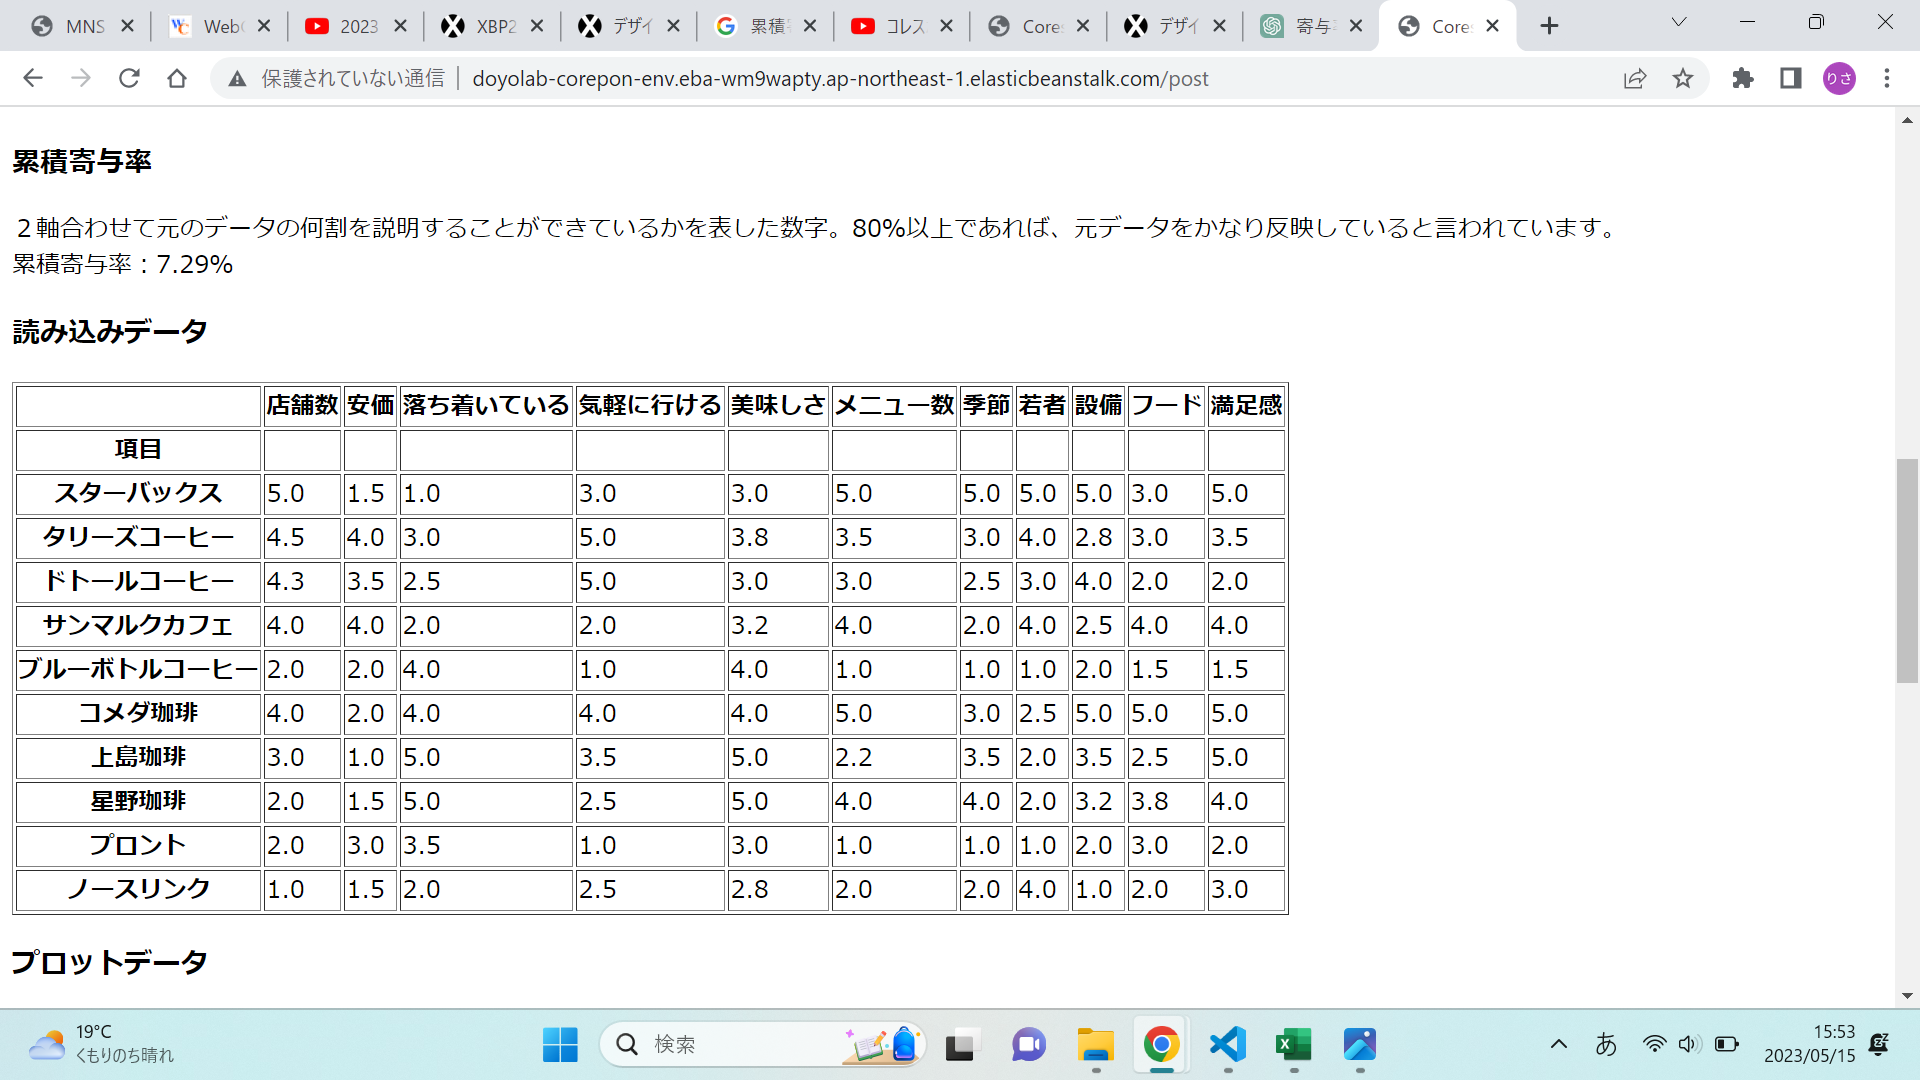 MNS
Web
2023
XBP2
デザイ
累積
コレス
Cores
デザイ
寄与
Cores
保護されていない通信 doyolab-corepon-env.eba-wm9wapty.ap-northeast-1.elasticbeanstalk.com/post
りさ
累積寄与率
２軸合わせて元のデータの何割を説明することができているかを表した数字。80%以上であれば、元データをかなり反映していると言われています。
累積寄与率：7.29%
読み込みデータ
店舗数 安価 落ち着いている 気軽に行ける 美味しさ メニュー数 季節 若者 設備 フード 満足感
項目
スターバックス 5.0 1.5 1.0 3.0 3.0 5.0 5.0 5.0 5.0 3.0 5.0
タリーズコーヒー 4.5 4.0 3.0 5.0 3.8 3.5 3.0 4.0 2.8 3.0 3.5
ドトールコーヒー 4.3 3.5 2.5 5.0 3.0 3.0 2.5 3.0 4.0 2.0 2.0
サンマルクカフェ 4.0 4.0 2.0 2.0 3.2 4.0 2.0 4.0 2.5 4.0 4.0
ブルーボトルコーヒー 2.0 2.0 4.0 1.0 4.0 1.0 1.0 1.0 2.0 1.5 1.5
コメダ珈琲 4.0 2.0 4.0 4.0 4.0 5.0 3.0 2.5 5.0 5.0 5.0
上島珈琲 3.0 1.0 5.0 3.5 5.0 2.2 3.5 2.0 3.5 2.5 5.0
星野珈琲 2.0 1.5 5.0 2.5 5.0 4.0 4.0 2.0 3.2 3.8 4.0
プロント 2.0 3.0 3.5 1.0 3.0 1.0 1.0 1.0 2.0 3.0 2.0
ノースリンク 1.0 1.5 2.0 2.5 2.8 2.0 2.0 4.0 1.0 2.0 3.0
プロットデータ
19°C
くもりのち晴れ
検索
あ
15:53
2023/05/15